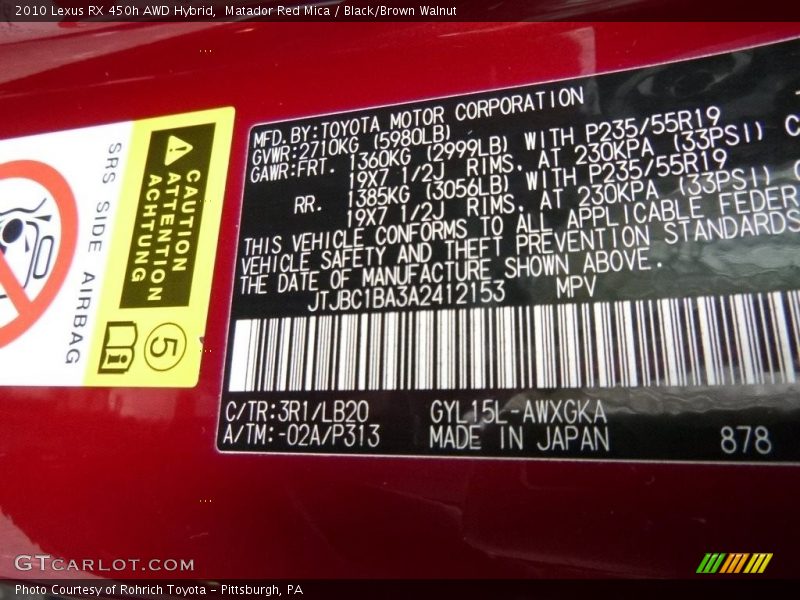 2010 Lexus RX 450h AWD Hybrid,  Matador Red Mica / Black/Brown Walnut
MFD. BY: TOYOTA MOTOR CORPORATION
GVWR: 2710KG (5980LB)
GAWR: FRT. 1360KG (2999LB) WITH P235/55R19
19X7 1/2J RIMS, AT 230KPA (33PSI) C
RR. 1385KG (3056LB) WITH P235/55R19
19X7 1/2J RIMS, AT 230KPA (33PSI)
THIS VEHICLE CONFORMS TO ALL APPLICABLE FEDER
VEHICLE SAFETY AND THEFT PREVENTION STANDARDS
THE DATE OF MANUFACTURE SHOWN ABOVE.
JTJBC1BA3A2412153 MPV
C/TR: 3R1/LB20 GYL15L-AWXGKA
A/TM: -02A/P313 MADE IN JAPAN 878
SRS SIDE AIRBAG
CAUTION
ATTENTION
ACHTUNG
5
GTCARLOT.COM
Photo Courtesy of Rohrich Toyota - Pittsburgh, PA